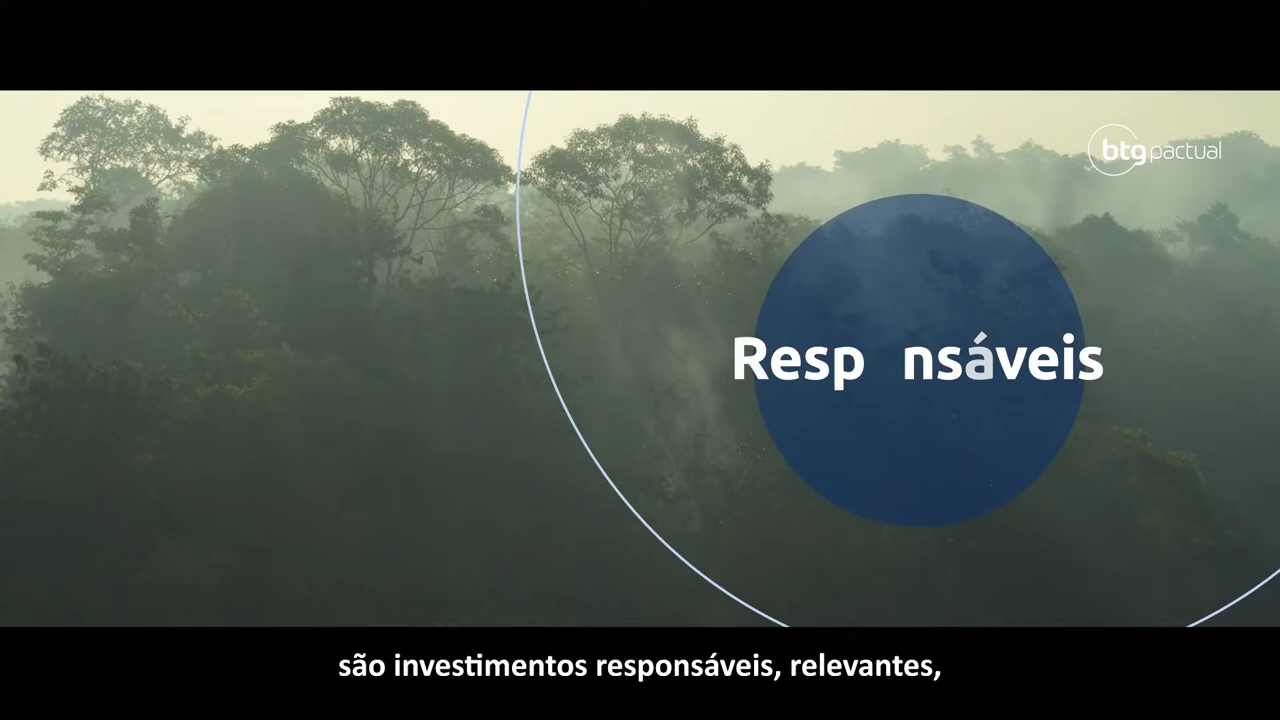 btg pactual
Resp nsáveis
são investimentos responsáveis, relevantes,